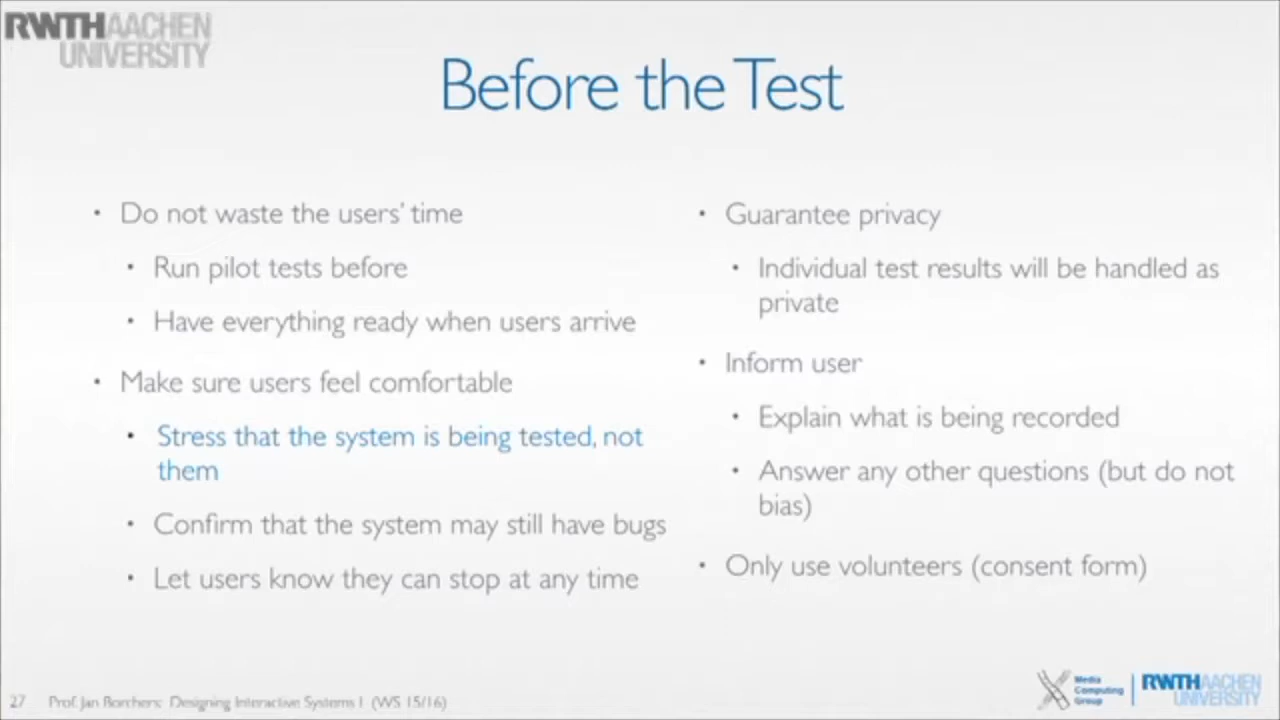 RWTHAACHEN
UNIVERSITY
Before the Test
• Do not waste the users' time
• Run pilot tests before
• Have everything ready when users arrive
• Make sure users feel comfortable
• Stress that the system is being tested, not
them
• Confirm that the system may still have bugs
• Let users know they can stop at any time
• Guarantee privacy
• Individual test results will be handled as
private
• Inform user
• Explain what is being recorded
• Answer any other questions (but do not
bias)
• Only use volunteers (consent form)
27 Prof. Jan Borchers: Designing Interactive Systems I (WS 15/16)
Media
Computing
Group
RWTHAACHEN
UNIVERSITY